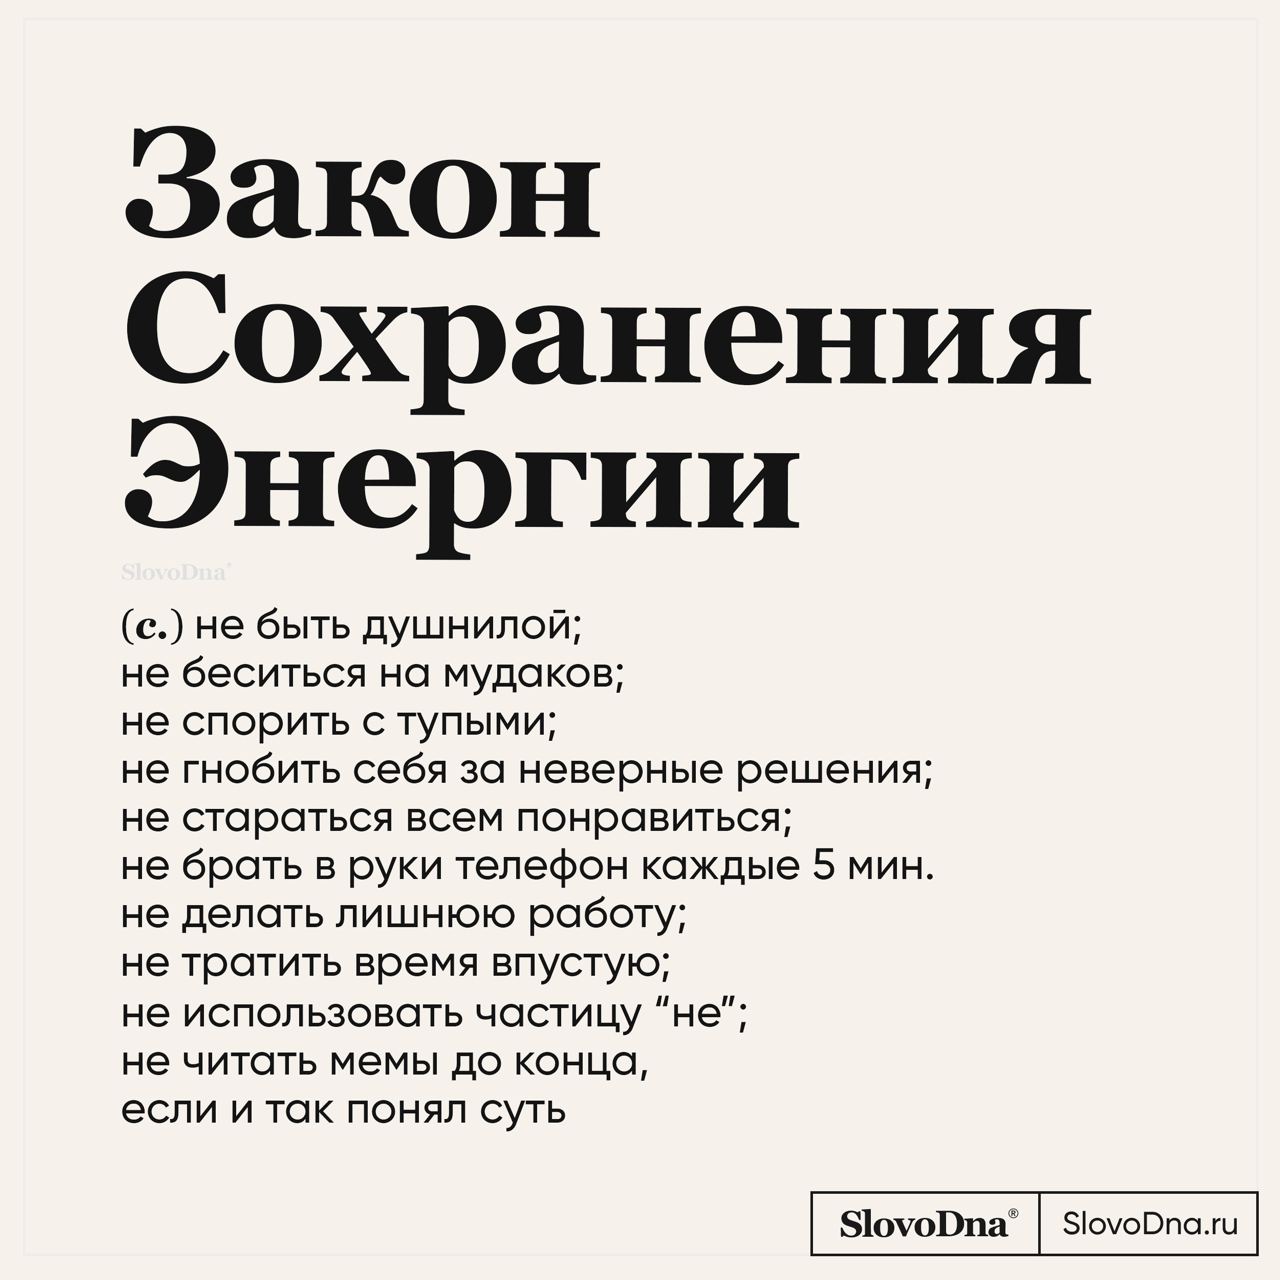 Закон
Сохранения
Энергии
SlovoDna®
(с.) не быть душнилой;
не беситься на мудаков;
не спорить с тупыми;
не гнобить себя за неверные решения;
не стараться всем понравиться;
не брать в руки телефон каждые 5 мин.
не делать лишнюю работу;
не тратить время впустую;
не использовать частицу “не”;
не читать мемы до конца,
если и так понял суть
SlovoDna® SlovoDna.ru